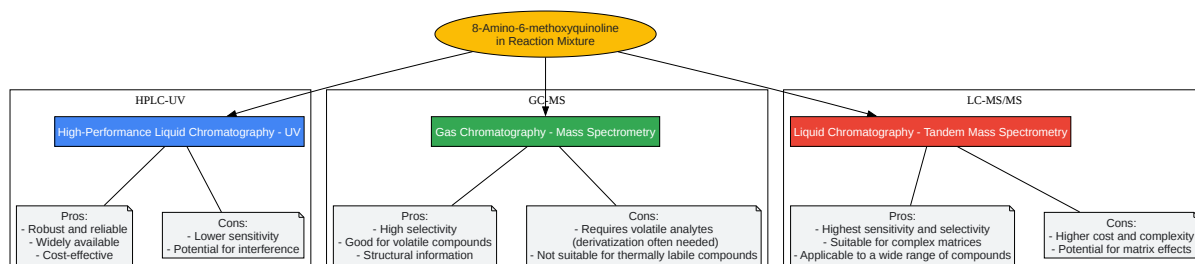 8-Amino-6-methoxyquinoline
in Reaction Mixture
HPLC-UV
High-Performance Liquid Chromatography - UV
Pros:
- Robust and reliable
- Widely available
- Cost-effective
Cons:
- Lower sensitivity
- Potential for interference
GC-MS
Gas Chromatography - Mass Spectrometry
Pros:
- High selectivity
- Good for volatile compounds
- Structural information
Cons:
- Requires volatile analytes
(derivatization often needed)
- Not suitable for thermally labile compounds
LC-MS/MS
Liquid Chromatography - Tandem Mass Spectrometry
Pros:
- Highest sensitivity and selectivity
- Suitable for complex matrices
- Applicable to a wide range of compounds
Cons:
- Higher cost and complexity
- Potential for matrix effects